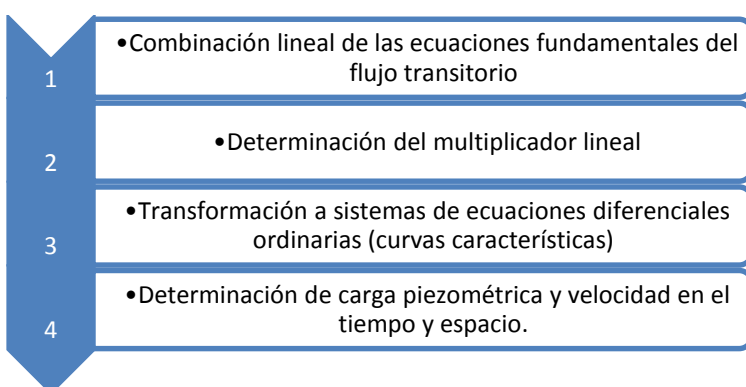 1
•Combinación lineal de las ecuaciones fundamentales del
flujo transitorio
2
•Determinación del multiplicador lineal
3
•Transformación a sistemas de ecuaciones diferenciales
ordinarias (curvas características)
4
•Determinación de carga piezométrica y velocidad en el
tiempo y espacio.